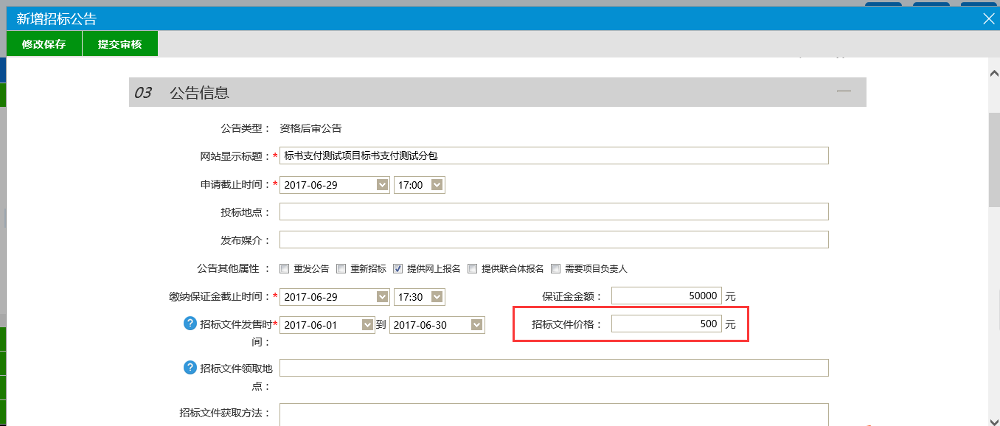 新增招标公告
修改保存 提交审核
03 公告信息
公告类型： 资格后审公告
网站显示标题：* 标书支付测试项目标书支付测试分包
申请截止时间：* 2017-06-29 17:00
投标地点：
发布媒介：
公告其他属性 ： 重发公告 重新招标 提供网上报名 提供联合体报名 需要项目负责人
缴纳保证金截止时间：* 2017-06-29 17:30 保证金金额： 50000 元
? 招标文件发售时* 2017-06-01 到 2017-06-30 招标文件价格： 500 元
间：
? 招标文件领取地
点：
招标文件获取方法：